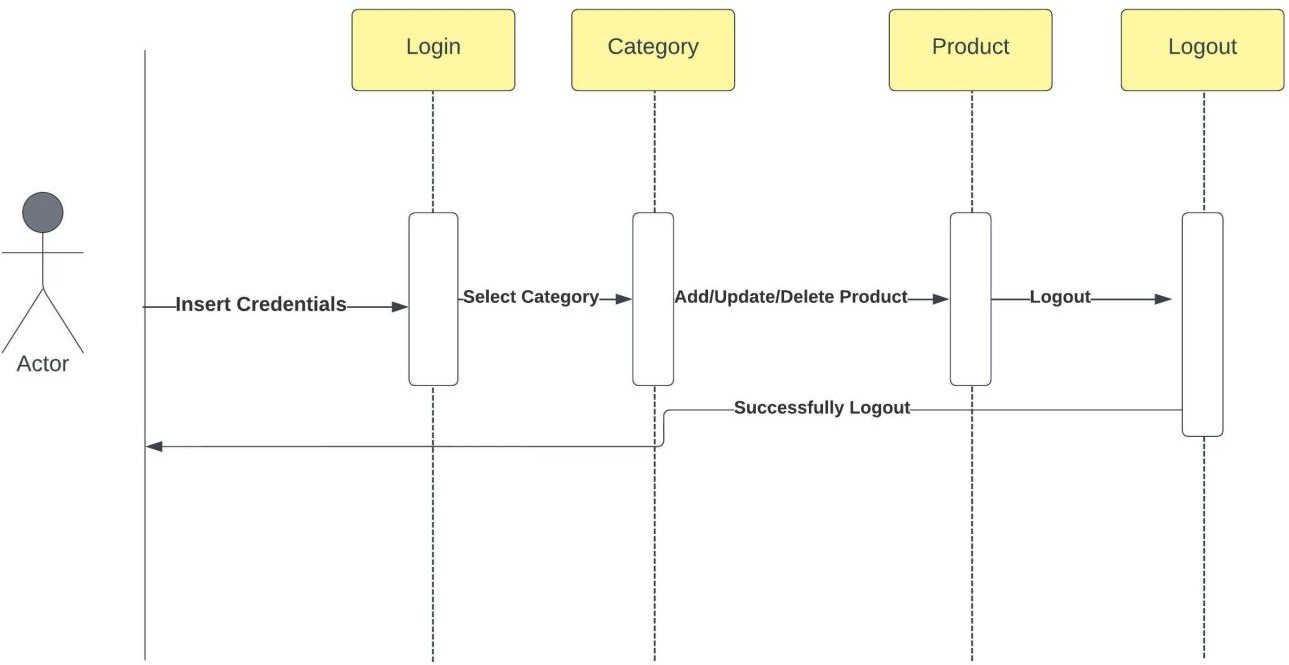 Login
Category
Product
Logout
Insert Credentials
Select Category
Add/Update/Delete Product
Logout
Actor
Successfully Logout